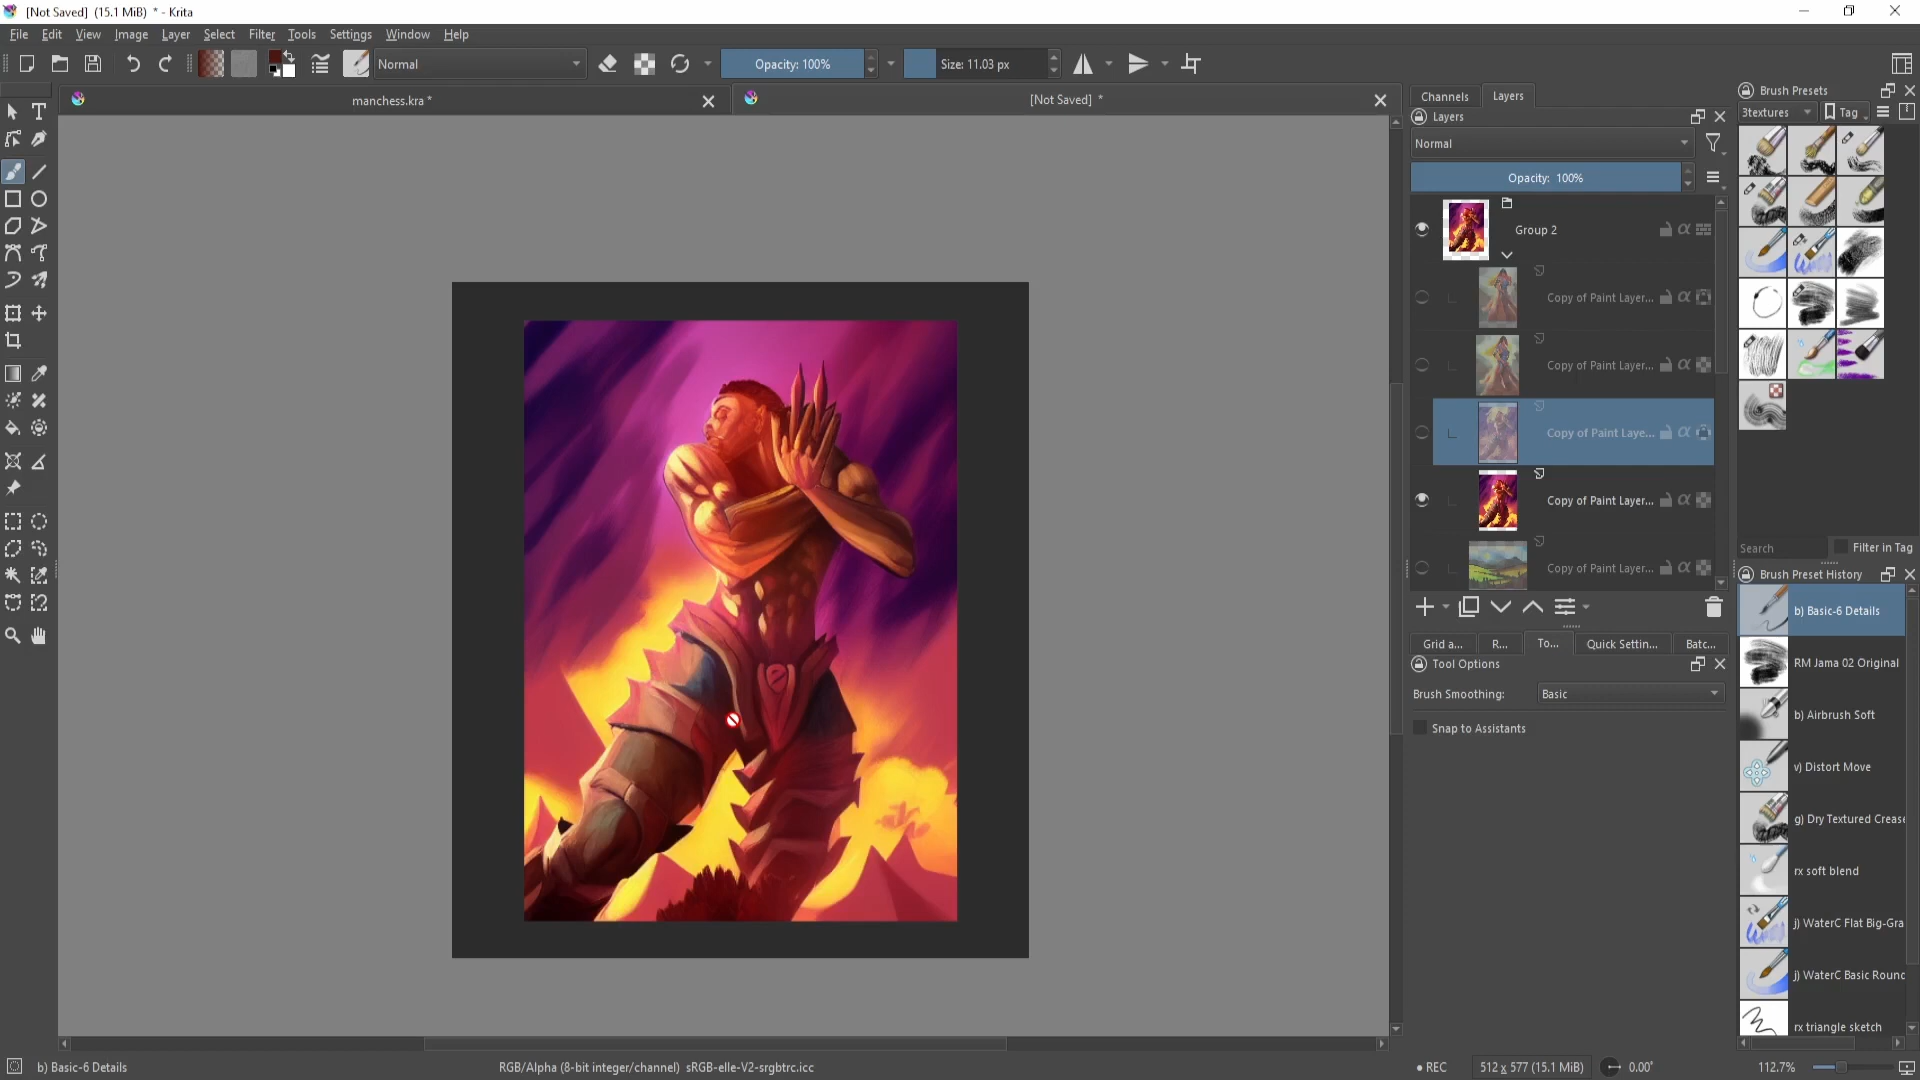 [Not Saved] (15.1 MiB) * - Krita
File Edit View Image Layer Select Filter Tools Settings Window Help
Normal
Opacity: 100%
Size: 11.03 px
manchess.kra *
[Not Saved] *
Channels
Layers
Layers
Normal
Opacity: 100%
Group 2
Copy of Paint Layer...
Copy of Paint Layer...
Copy of Paint Laye...
Copy of Paint Layer...
Copy of Paint Layer...
Grid a...
R...
To...
Quick Settin...
Batc...
Tool Options
Brush Smoothing:
Basic
Snap to Assistants
Brush Presets
3textures
Tag
Search
Filter in Tag
Brush Preset History
b) Basic-6 Details
RM Jama 02 Original
b) Airbrush Soft
v) Distort Move
g) Dry Textured Crease
rx soft blend
j) WaterC Flat Big-Gra
j) WaterC Basic Round
rx triangle sketch
b) Basic-6 Details
RGB/Alpha (8-bit integer/channel) sRGB-elle-V2-srgbtrc.icc
REC
512 x 577 (15.1 MiB)
0.00°
112.7%